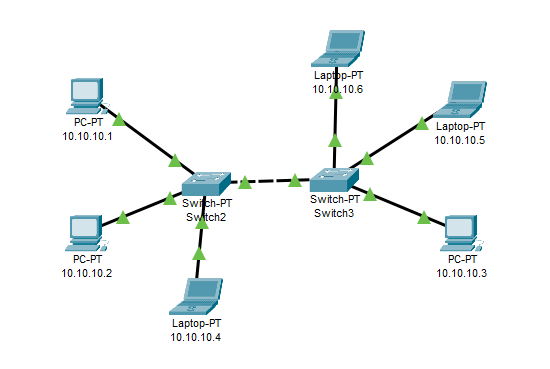 Laptop-PT
10.10.10.6
PC-PT
10.10.10.1
Laptop-PT
10.10.10.5
Switch-PT
Switch2
Switch-PT
Switch3
PC-PT
10.10.10.2
PC-PT
10.10.10.3
Laptop-PT
10.10.10.4